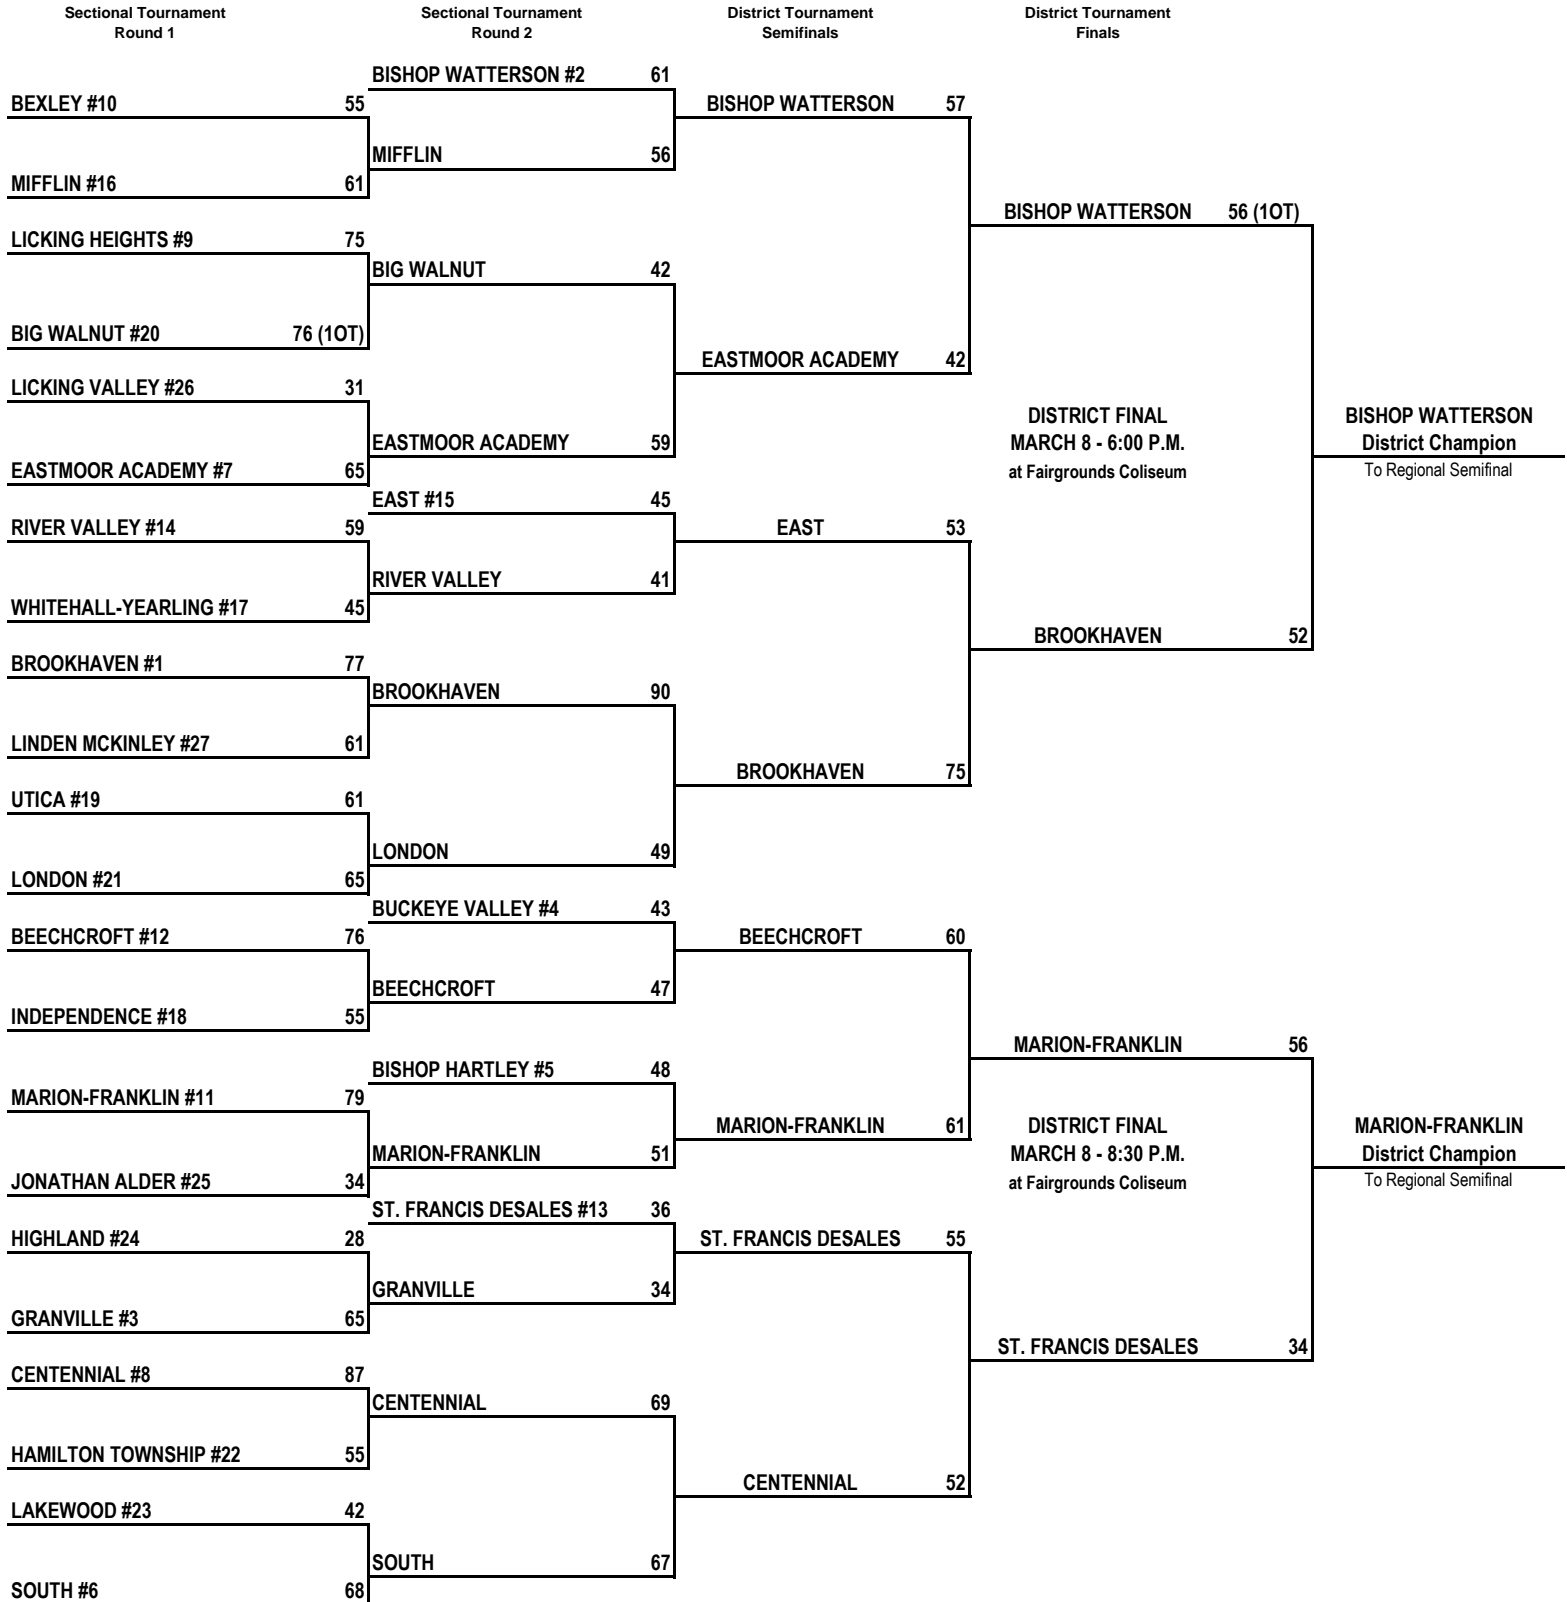 Sectional Tournament
Round 1
Sectional Tournament
Round 2
District Tournament
Semifinals
District Tournament
Finals
BISHOP WATTERSON #2 61
BEXLEY #10 55
BISHOP WATTERSON 57
MIFFLIN 56
MIFFLIN #16 61
BISHOP WATTERSON 56 (1OT)
LICKING HEIGHTS #9 75
BIG WALNUT 42
BIG WALNUT #20 76 (1OT)
EASTMOOR ACADEMY 42
LICKING VALLEY #26 31
DISTRICT FINAL
MARCH 8 - 6:00 P.M.
at Fairgrounds Coliseum
BISHOP WATTERSON
District Champion
To Regional Semifinal
EASTMOOR ACADEMY 59
EASTMOOR ACADEMY #7 65
EAST #15 45
RIVER VALLEY #14 59
EAST 53
RIVER VALLEY 41
WHITEHALL-YEARLING #17 45
BROOKHAVEN 52
BROOKHAVEN #1 77
BROOKHAVEN 90
LINDEN MCKINLEY #27 61
BROOKHAVEN 75
UTICA #19 61
LONDON 49
LONDON #21 65
BUCKEYE VALLEY #4 43
BEECHCROFT #12 76
BEECHCROFT 60
BEECHCROFT 47
INDEPENDENCE #18 55
MARION-FRANKLIN 56
BISHOP HARTLEY #5 48
MARION-FRANKLIN #11 79
MARION-FRANKLIN 61
DISTRICT FINAL
MARCH 8 - 8:30 P.M.
at Fairgrounds Coliseum
MARION-FRANKLIN
District Champion
To Regional Semifinal
MARION-FRANKLIN 51
JONATHAN ALDER #25 34
ST. FRANCIS DESALES #13 36
HIGHLAND #24 28
ST. FRANCIS DESALES 55
GRANVILLE 34
GRANVILLE #3 65
ST. FRANCIS DESALES 34
CENTENNIAL #8 87
CENTENNIAL 69
HAMILTON TOWNSHIP #22 55
CENTENNIAL 52
LAKEWOOD #23 42
SOUTH 67
SOUTH #6 68